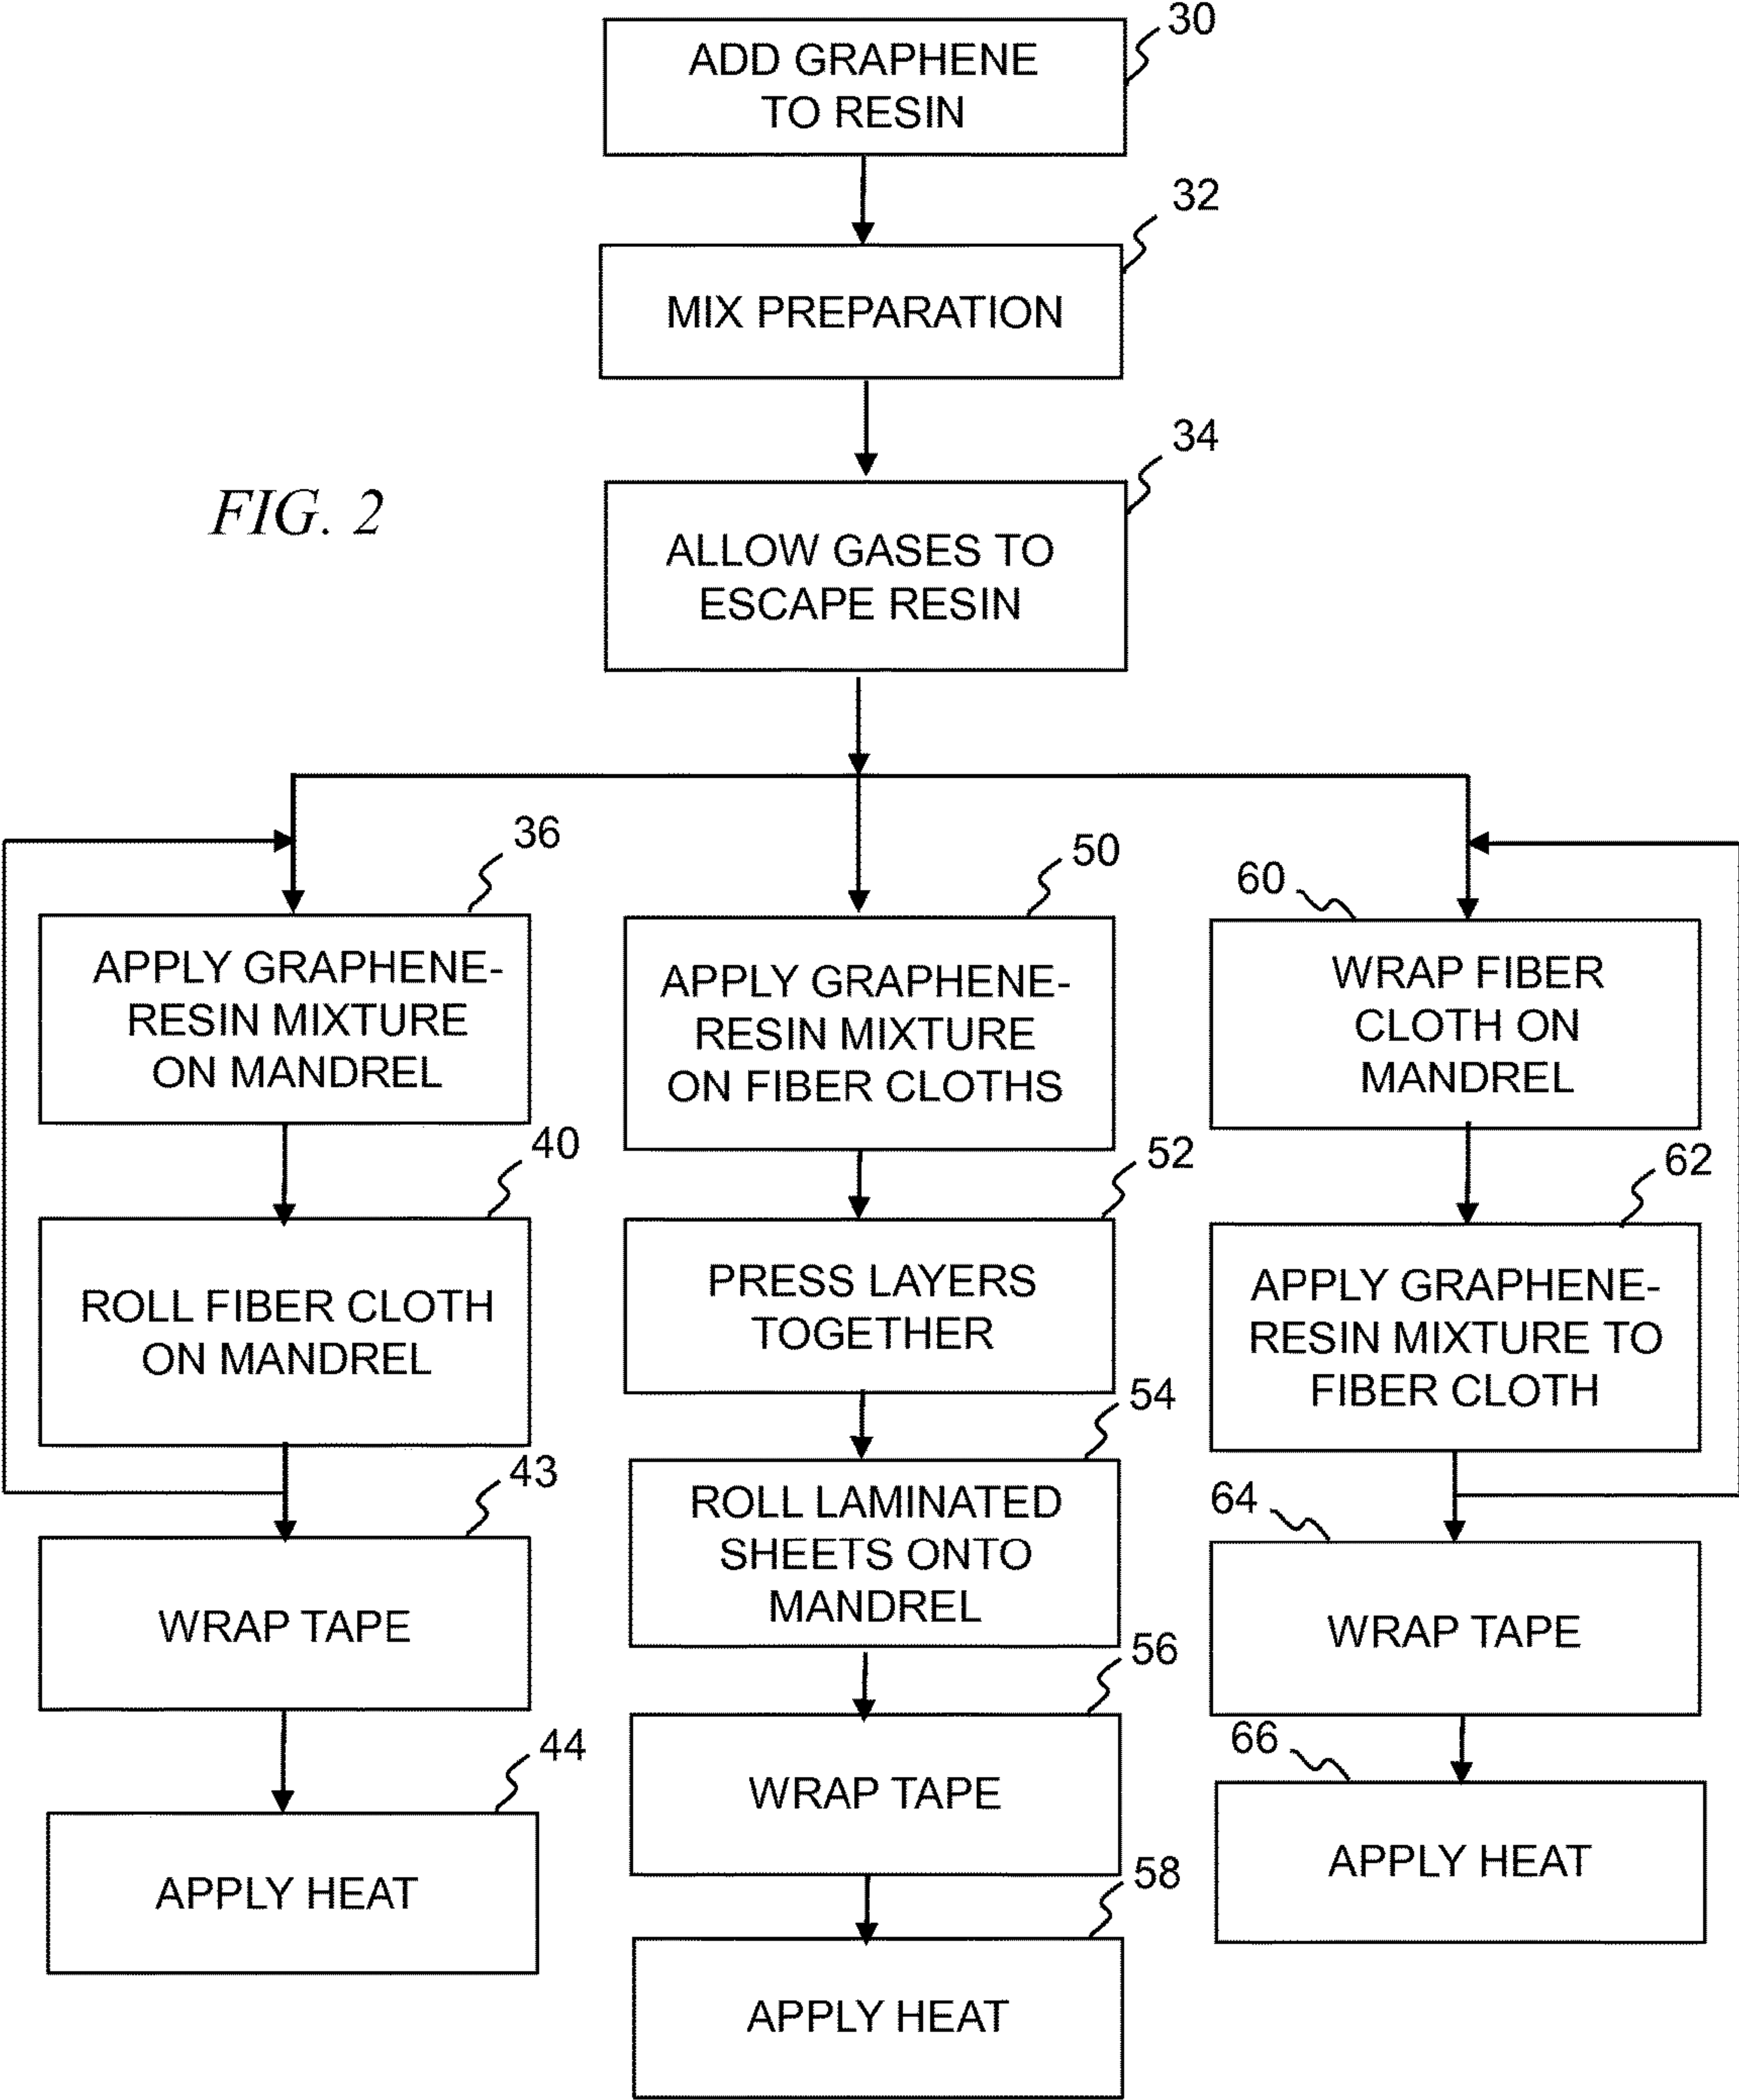 30
ADD GRAPHENE
TO RESIN
32
MIX PREPARATION
34
ALLOW GASES TO
ESCAPE RESIN
FIG. 2
36
APPLY GRAPHENE-
RESIN MIXTURE
ON MANDREL
40
ROLL FIBER CLOTH
ON MANDREL
43
WRAP TAPE
44
APPLY HEAT
50
APPLY GRAPHENE-
RESIN MIXTURE
ON FIBER CLOTHS
52
PRESS LAYERS
TOGETHER
54
ROLL LAMINATED
SHEETS ONTO
MANDREL
56
WRAP TAPE
58
APPLY HEAT
60
WRAP FIBER
CLOTH ON
MANDREL
62
APPLY GRAPHENE-
RESIN MIXTURE TO
FIBER CLOTH
64
WRAP TAPE
66
APPLY HEAT